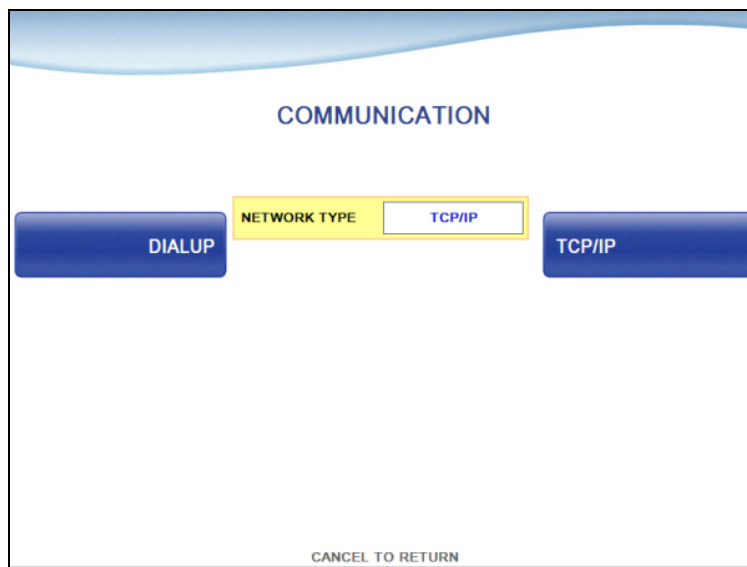 COMMUNICATION
NETWORK TYPE TCP/IP
DIALUP
TCP/IP
CANCEL TO RETURN